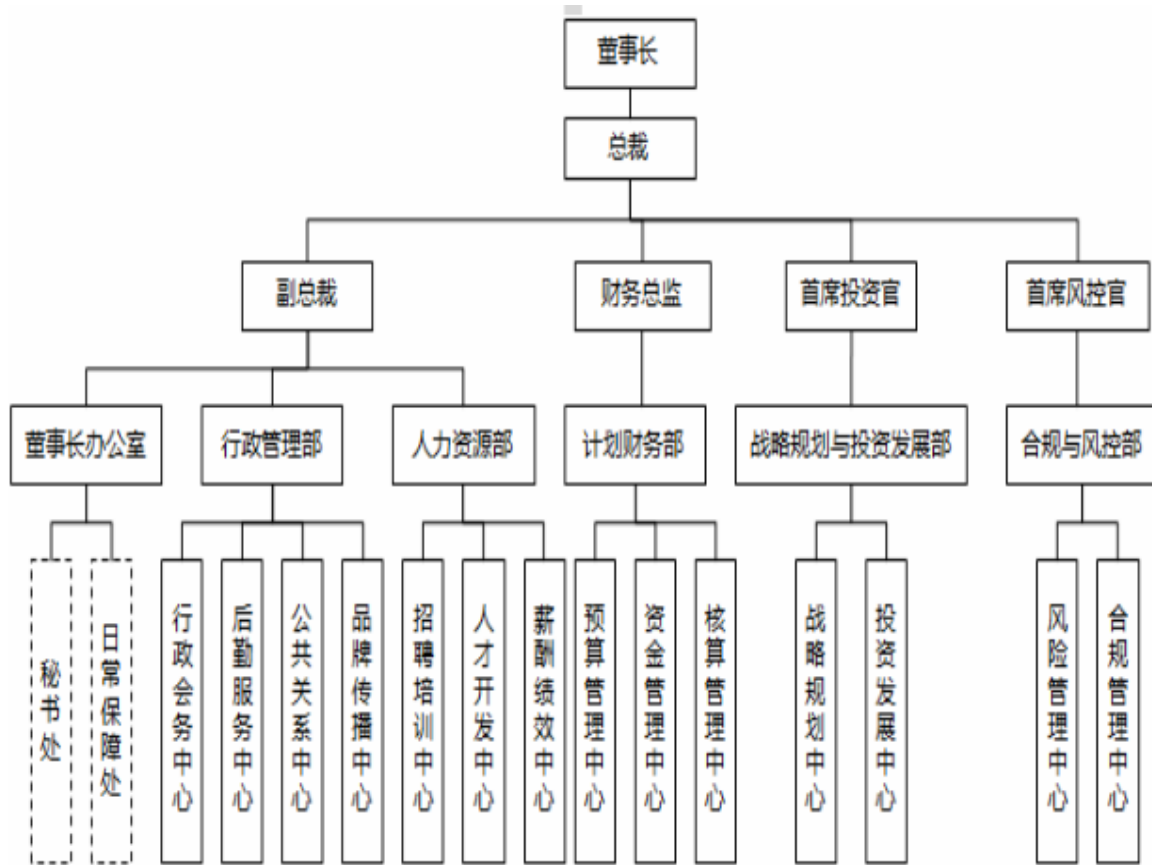 董事长
总裁
副总裁
财务总监
首席投资官
首席风控官
董事长办公室
行政管理部
人力资源部
计划财务部
战略规划与投资发展部
合规与风控部
秘书处
日常保障处
行政会务中心
后勤服务中心
公共关系中心
品牌传播中心
招聘培训中心
人才开发中心
薪酬绩效中心
预算管理中心
资金管理中心
核算管理中心
战略规划中心
投资发展中心
风险管理中心
合规管理中心